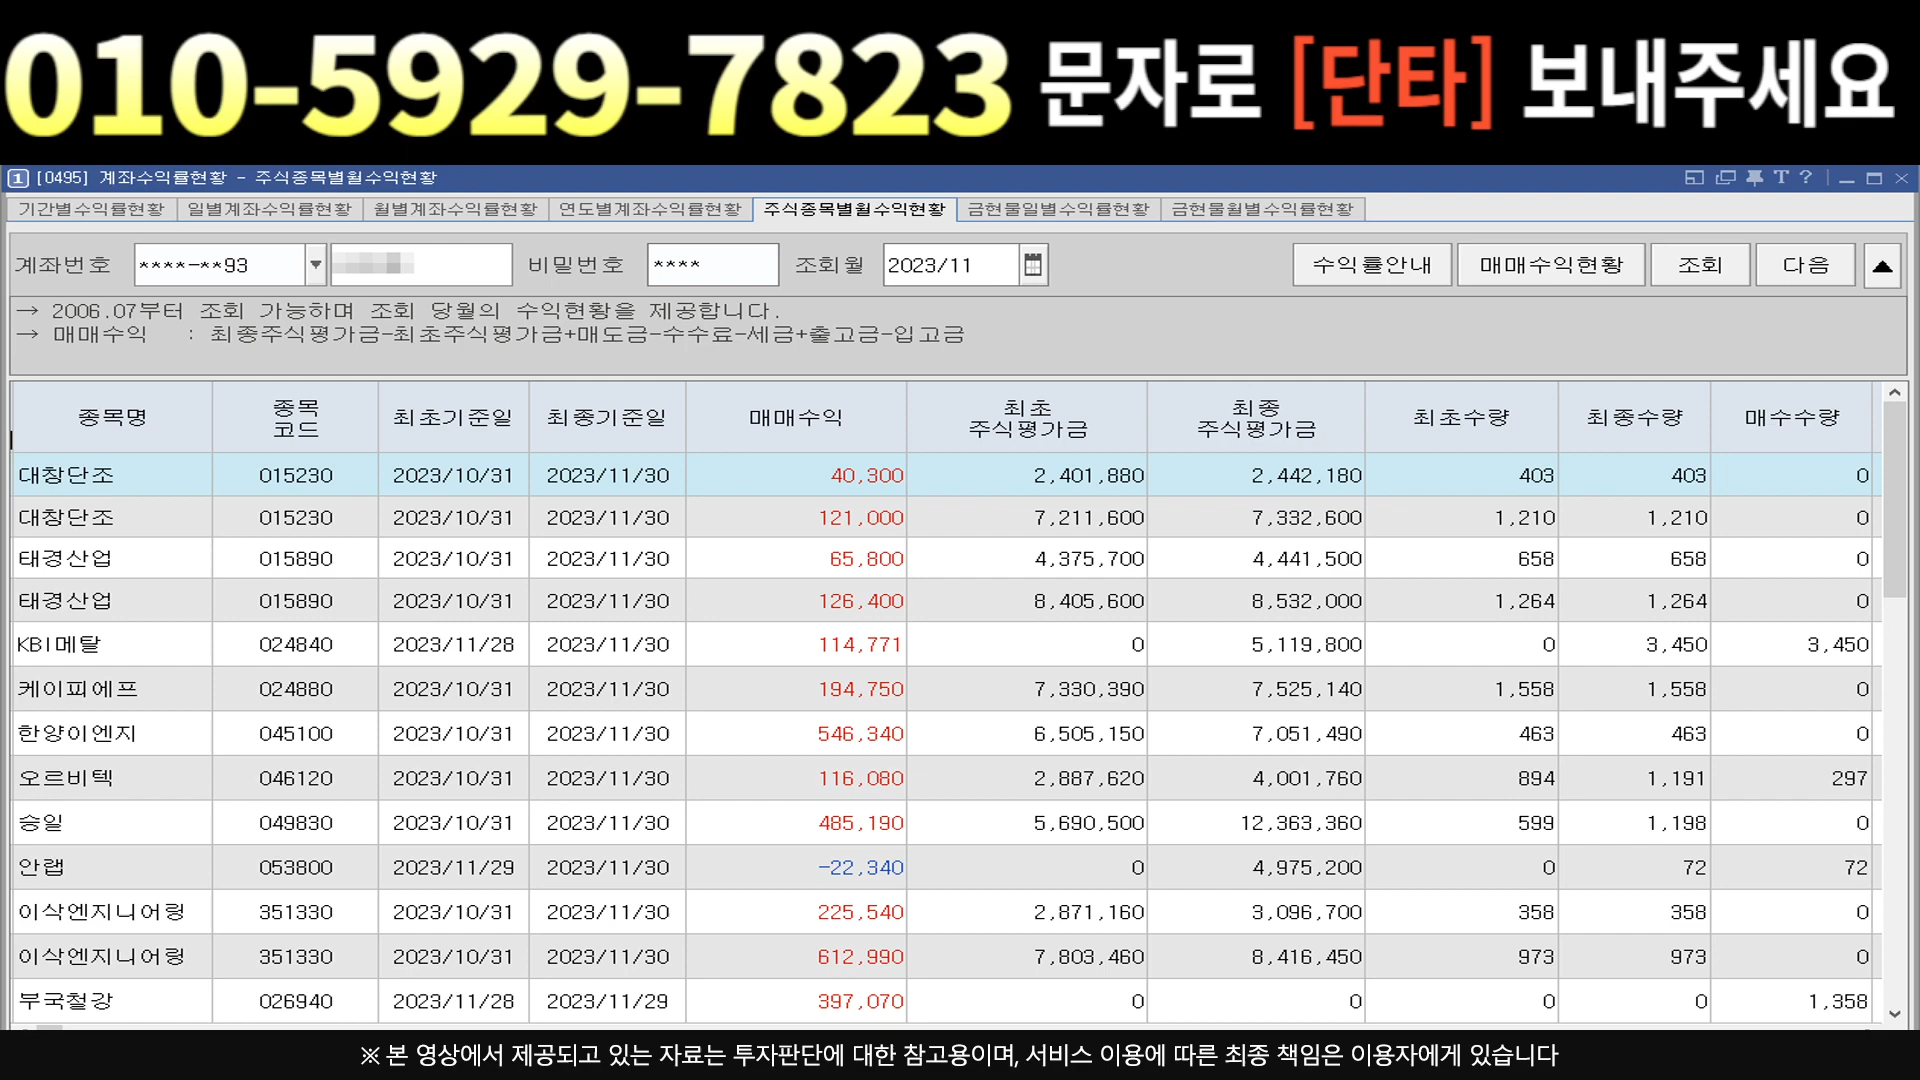 010-5929-7823 문자로 [단타] 보내주세요
1 [0495] 계좌수익률현황 - 주식종목별월수익현황
기간별수익률현황 일별계좌수익률현황 월별계좌수익률현황 연도별계좌수익률현황 주식종목별월수익현황 금현물일별수익률현황 금현물월별수익률현황
계좌번호 ****-**93 비밀번호 **** 조회월 2023/11 수익률안내 매매수익현황 조회 다음 ▲
→ 2006.07부터 조회 가능하며 조회 당월의 수익현황을 제공합니다.
→ 매매수익 : 최종주식평가금-최초주식평가금+매도금-수수료-세금+출고금-입고금
종목명 종목코드 최초기준일 최종기준일 매매수익 최초주식평가금 최종주식평가금 최초수량 최종수량 매수수량
대창단조 015230 2023/10/31 2023/11/30 40,300 2,401,880 2,442,180 403 403 0
대창단조 015230 2023/10/31 2023/11/30 121,000 7,211,600 7,332,600 1,210 1,210 0
태경산업 015890 2023/10/31 2023/11/30 65,800 4,375,700 4,441,500 658 658 0
태경산업 015890 2023/10/31 2023/11/30 126,400 8,405,600 8,532,000 1,264 1,264 0
KBI메탈 024840 2023/11/28 2023/11/30 114,771 0 5,119,800 0 3,450 3,450
케이피에프 024880 2023/10/31 2023/11/30 194,750 7,330,390 7,525,140 1,558 1,558 0
한양이엔지 045100 2023/10/31 2023/11/30 546,340 6,505,150 7,051,490 463 463 0
오르비텍 046120 2023/10/31 2023/11/30 116,080 2,887,620 4,001,760 894 1,191 297
승일 049830 2023/10/31 2023/11/30 485,190 5,690,500 12,363,360 599 1,198 0
안랩 053800 2023/11/29 2023/11/30 -22,340 0 4,975,200 0 72 72
이삭엔지니어링 351330 2023/10/31 2023/11/30 225,540 2,871,160 3,096,700 358 358 0
이삭엔지니어링 351330 2023/10/31 2023/11/30 612,990 7,803,460 8,416,450 973 973 0
부국철강 026940 2023/11/28 2023/11/29 397,070 0 0 0 0 1,358
※ 본 영상에서 제공되고 있는 자료는 투자판단에 대한 참고용이며, 서비스 이용에 따른 최종 책임은 이용자에게 있습니다